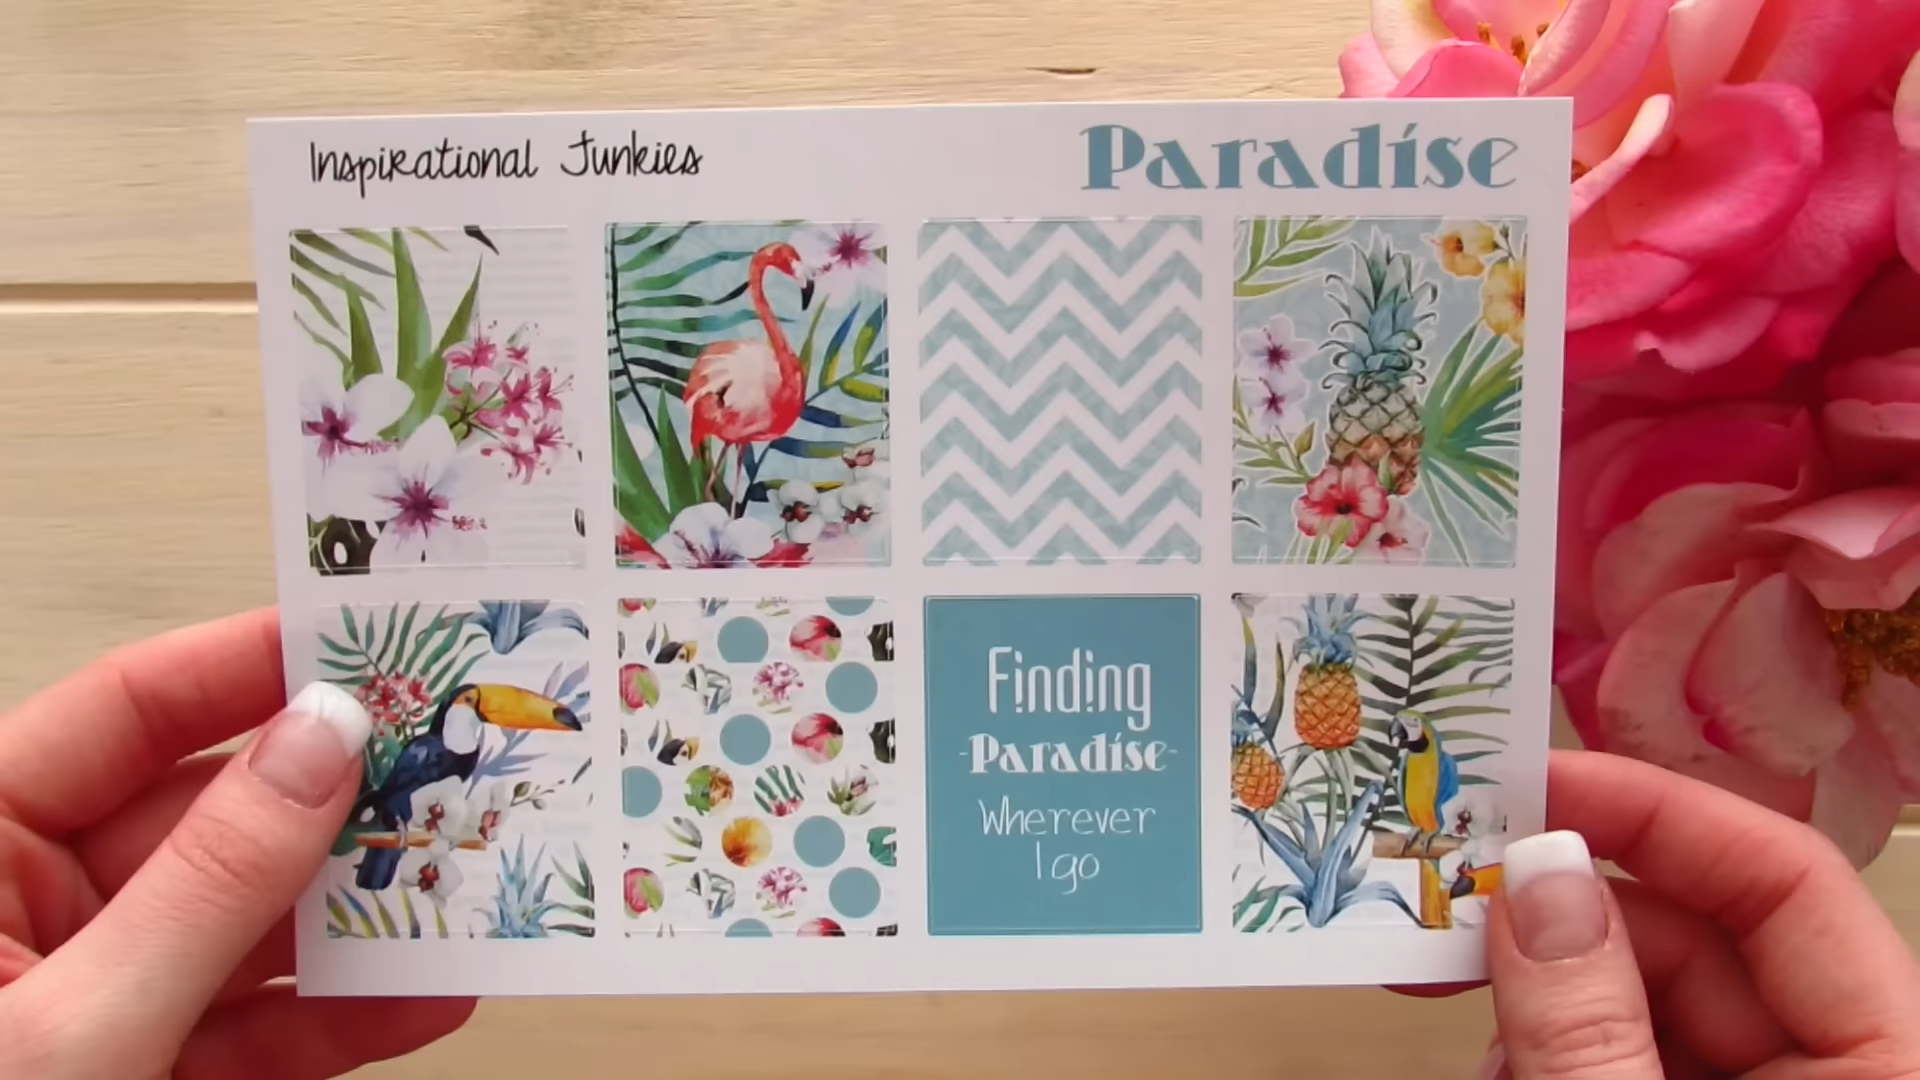 Inspirational Junkies
Paradise
Finding
-Paradise-
Wherever
I go